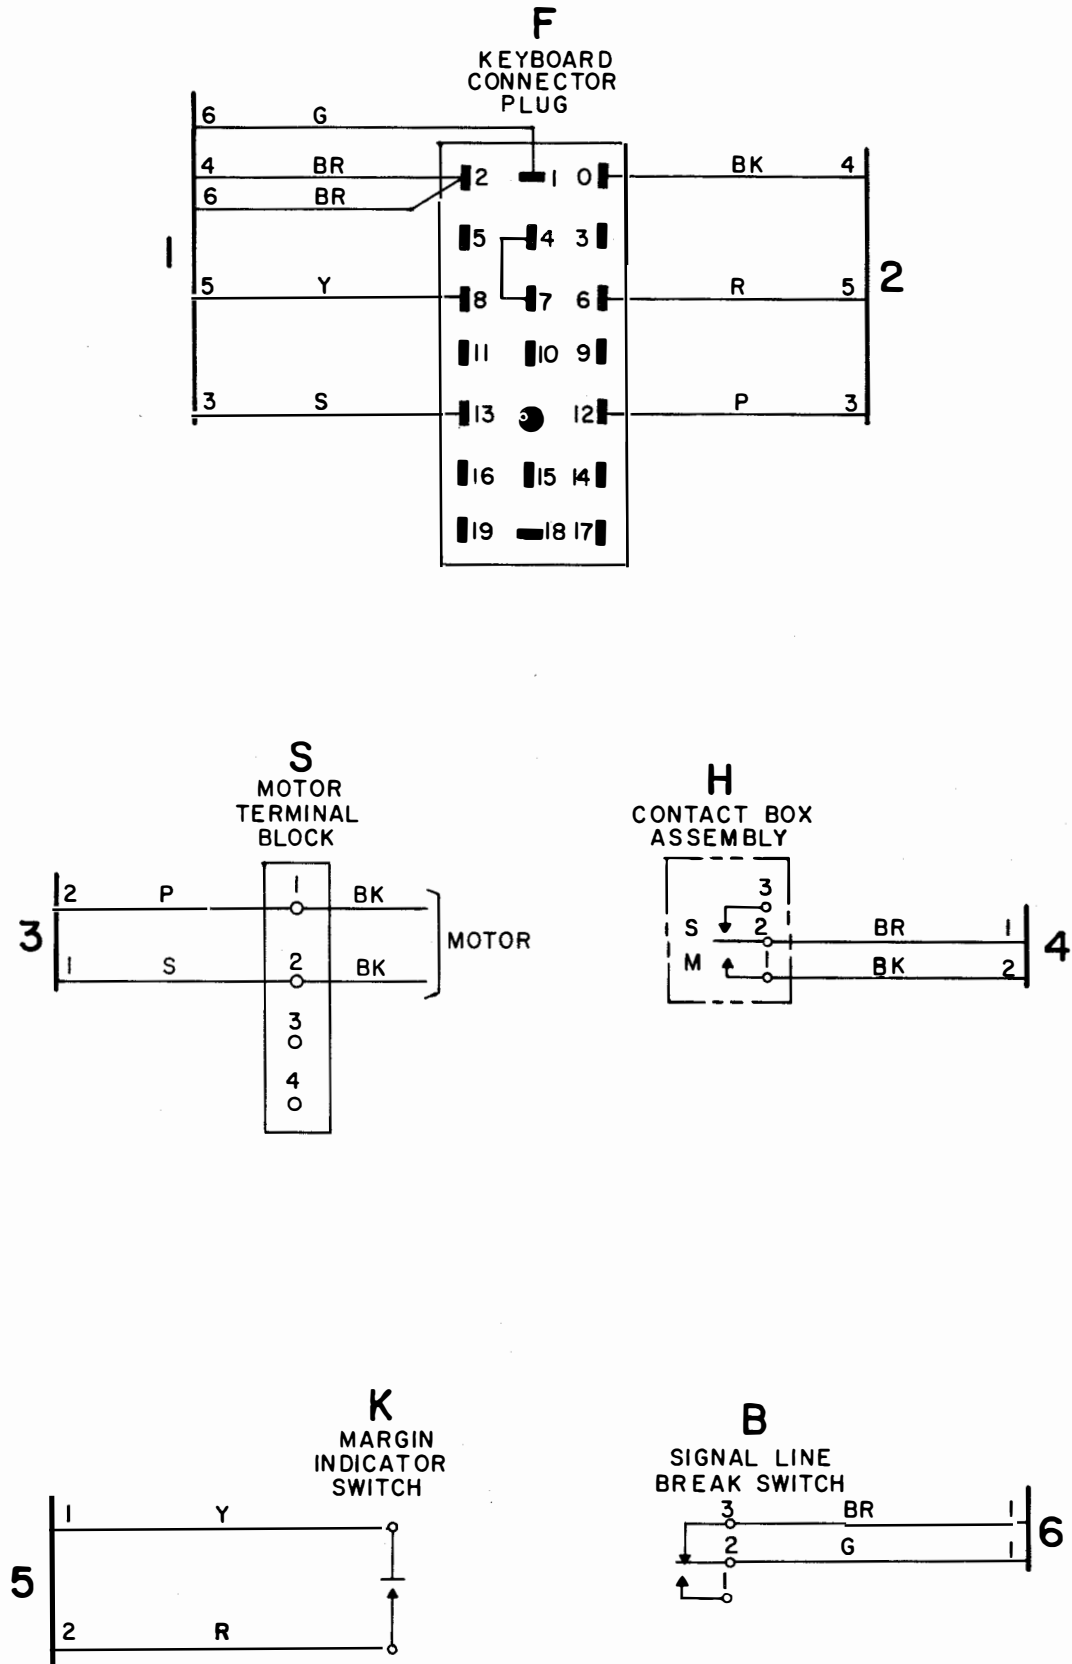 F
KEYBOARD
CONNECTOR
PLUG
6 G
4 BR
6 BR
2 1 0
BK 4
5 4 3
1
2
5 Y
8 7 6
R 5
11 10 9
3 S
13 12
P 3
16 15 14
19 18 17
S
MOTOR
TERMINAL
BLOCK
3
2 P 1 BK
1 S 2 BK
MOTOR
3
4
H
CONTACT BOX
ASSEMBLY
3
S 2 BR 1
M 1 BK 2
4
K
MARGIN
INDICATOR
SWITCH
5
1 Y
2 R
B
SIGNAL LINE
BREAK SWITCH
3 BR 1
2 G 1
1
6